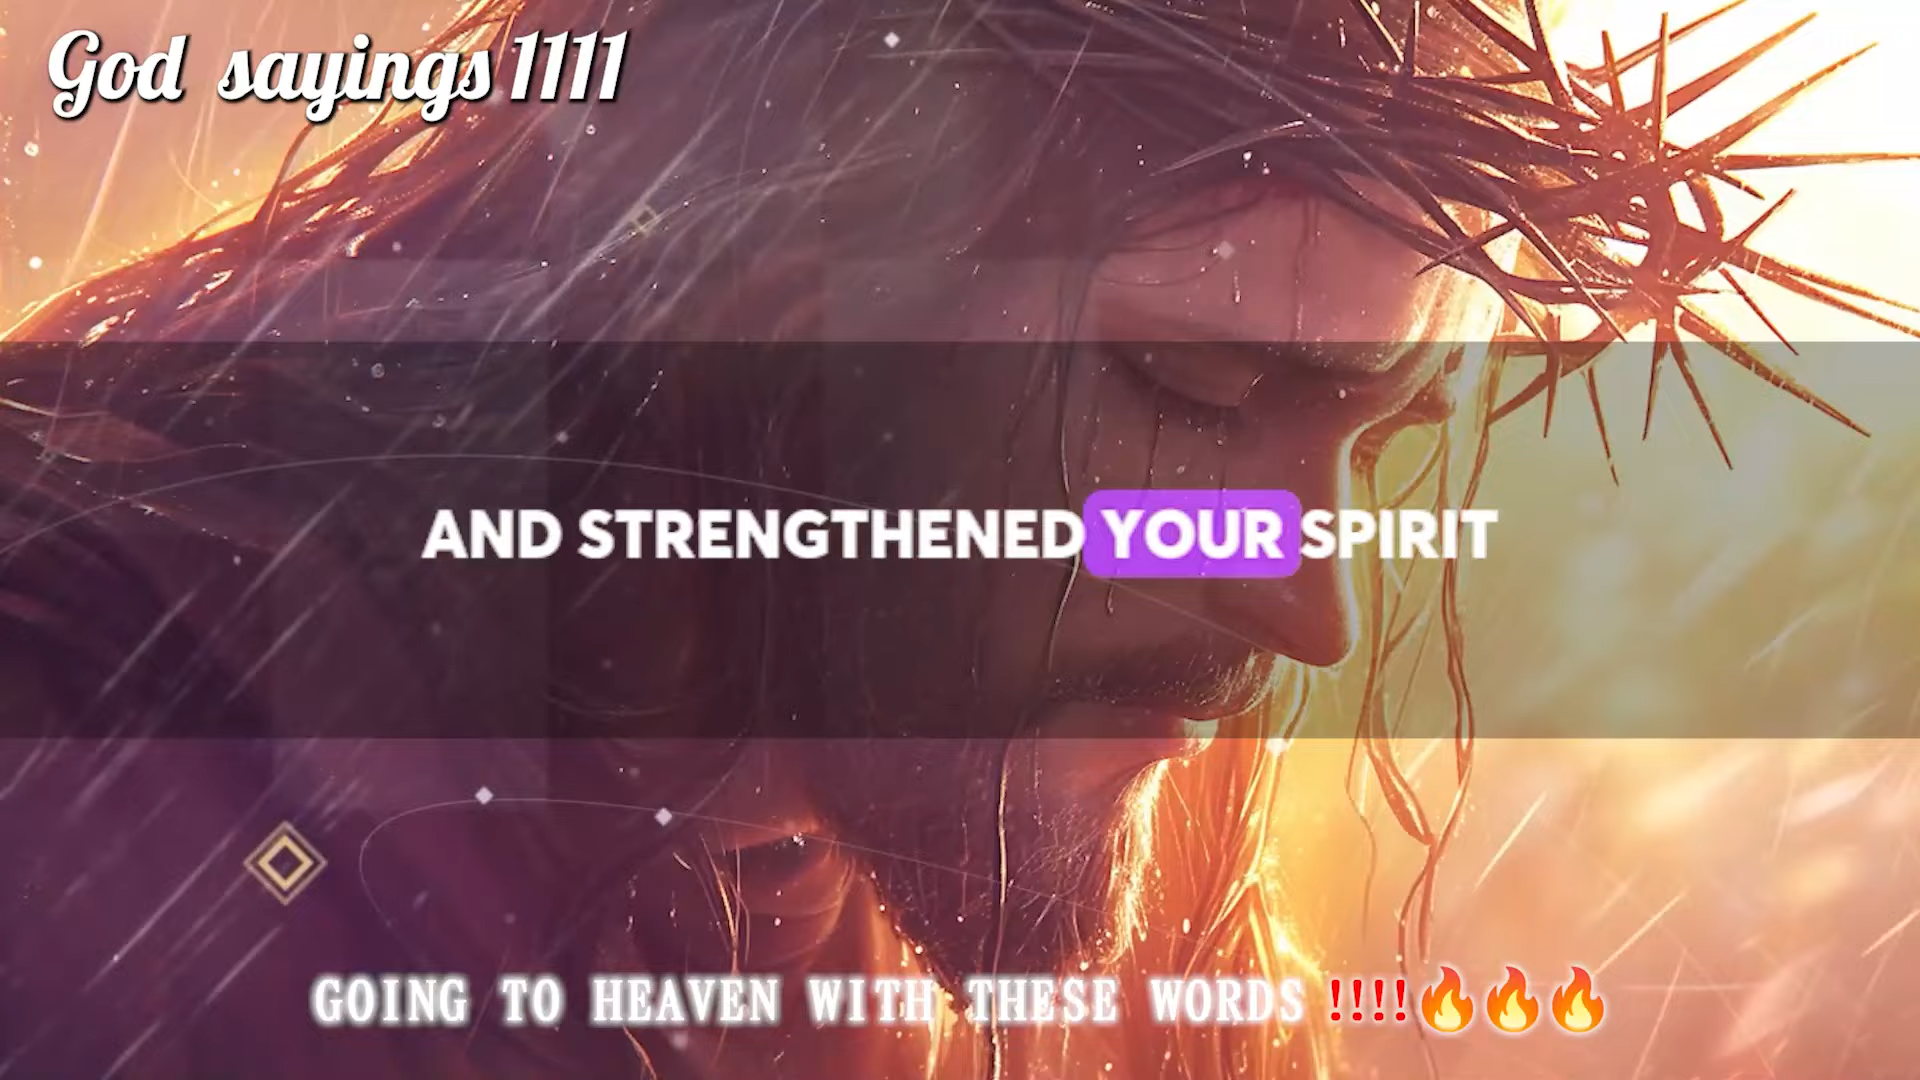 God sayings 1111
AND STRENGTHENED YOUR SPIRIT
GOING TO HEAVEN WITH THESE WORDS !!!!🔥🔥🔥